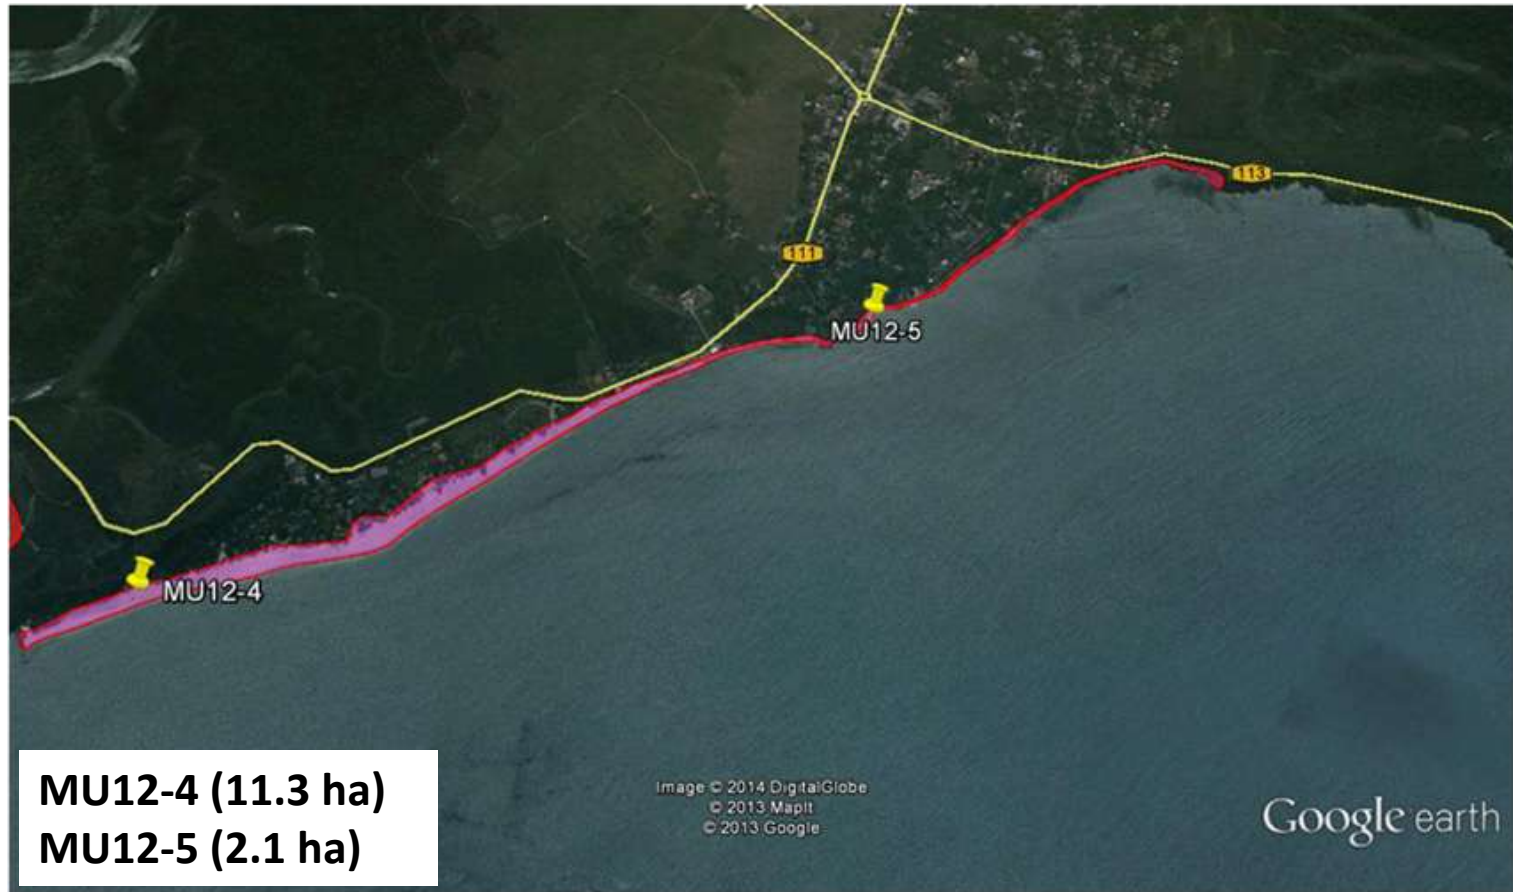 113
111
MU12-5
MU12-4
MU12-4 (11.3 ha)
MU12-5 (2.1 ha)
Image © 2014 DigitalGlobe
© 2013 MapIt
© 2013 Google
Google earth